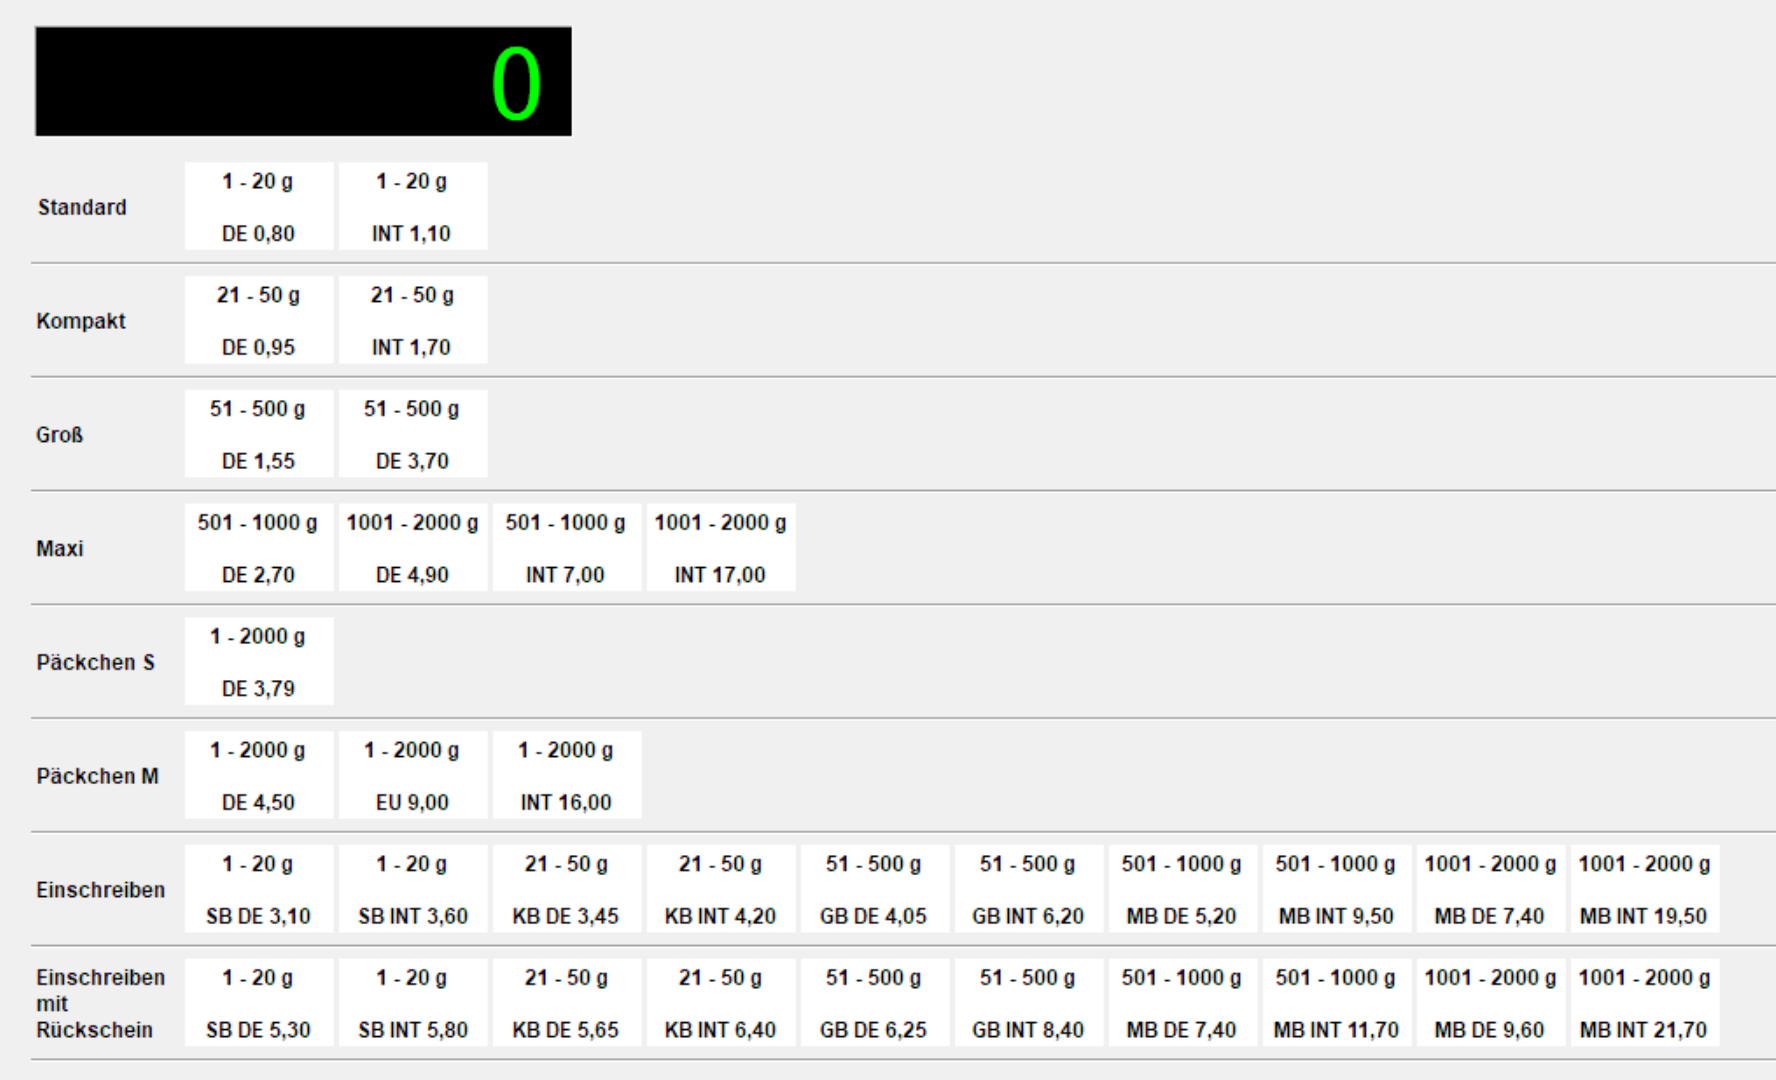 0
Standard
1 - 20 g 1 - 20 g
DE 0,80 INT 1,10
Kompakt
21 - 50 g 21 - 50 g
DE 0,95 INT 1,70
Groß
51 - 500 g 51 - 500 g
DE 1,55 DE 3,70
Maxi
501 - 1000 g 1001 - 2000 g 501 - 1000 g 1001 - 2000 g
DE 2,70 DE 4,90 INT 7,00 INT 17,00
Päckchen S
1 - 2000 g
DE 3,79
Päckchen M
1 - 2000 g 1 - 2000 g 1 - 2000 g
DE 4,50 EU 9,00 INT 16,00
Einschreiben
1 - 20 g 1 - 20 g 21 - 50 g 21 - 50 g 51 - 500 g 51 - 500 g 501 - 1000 g 501 - 1000 g 1001 - 2000 g 1001 - 2000 g
SB DE 3,10 SB INT 3,60 KB DE 3,45 KB INT 4,20 GB DE 4,05 GB INT 6,20 MB DE 5,20 MB INT 9,50 MB DE 7,40 MB INT 19,50
Einschreiben
mit
Rückschein
1 - 20 g 1 - 20 g 21 - 50 g 21 - 50 g 51 - 500 g 51 - 500 g 501 - 1000 g 501 - 1000 g 1001 - 2000 g 1001 - 2000 g
SB DE 5,30 SB INT 5,80 KB DE 5,65 KB INT 6,40 GB DE 6,25 GB INT 8,40 MB DE 7,40 MB INT 11,70 MB DE 9,60 MB INT 21,70